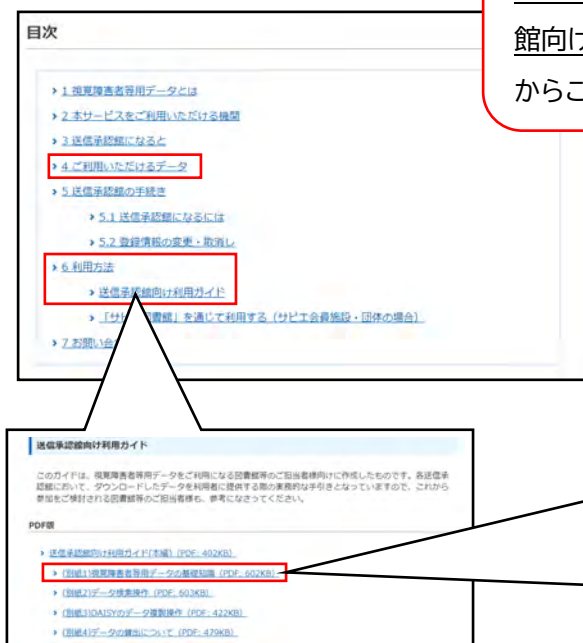 目次
館向け
からこ
1 視覚障害者等用データとは
2 本サービスをご利用いただける機関
3 送信承認館になると
4 ご利用いただけるデータ
5 送信承認館の手続き
5.1 送信承認館になるには
5.2 登録情報の変更・取消し
6 利用方法
送信承認館向け利用ガイド
「サピ 図書館」を通じて利用する（サピエ会員施設・団体の場合）
7 お問い合
送信承認館向け利用ガイド
このガイドは、視覚障害者等用データをご利用になる図書館等のご担当者様向けに作成したものです。各送信承
認館において、ダウンロードしたデータを利用者に提供する際の実務的な手引きとなっていますので、これから
参加をご検討される図書館等のご担当者様も、参考になさってください。
PDF版
送信承認館向け利用ガイド(本編)（PDF: 402KB）
(別紙1)視覚障害者等用データの基礎知識（PDF: 602KB）
(別紙2)データ検索操作（PDF: 603KB）
(別紙3)DAISYのデータ複製操作（PDF: 422KB）
(別紙4)データの貸出について（PDF: 479KB）